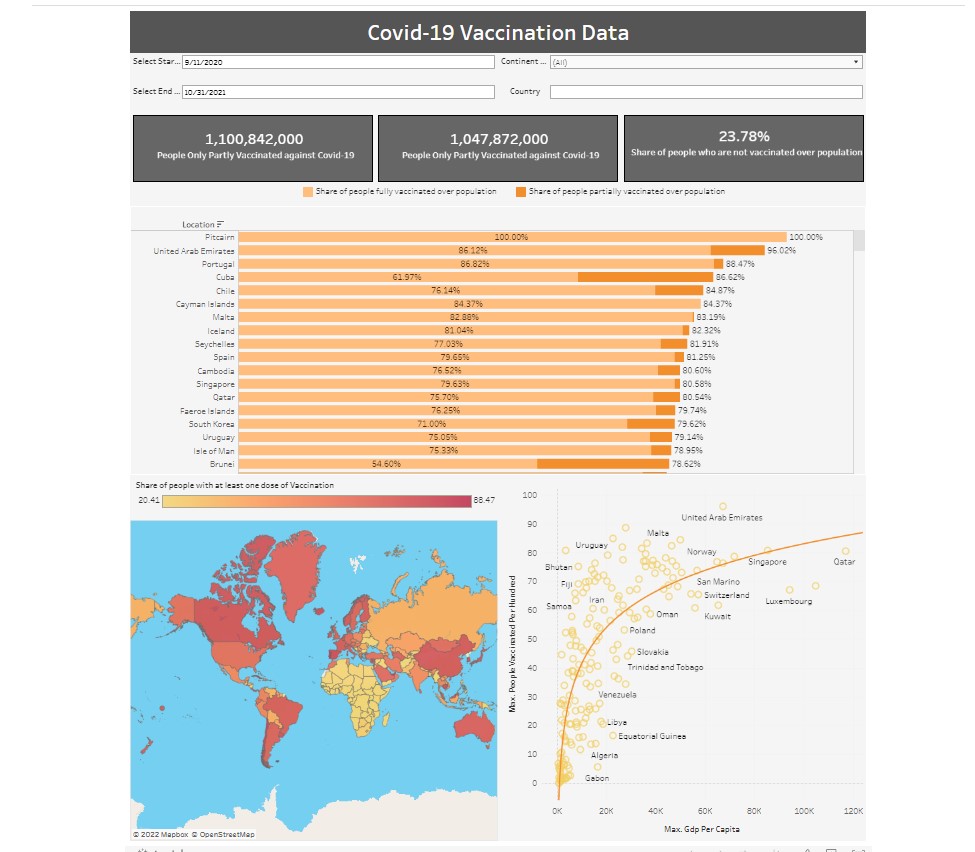 Covid-19 Vaccination Data
Select Star... 9/11/2020 Continent ... (All)
Select End ... 10/31/2021 Country
1,100,842,000
People Only Partly Vaccinated against Covid-19
1,047,872,000
People Only Partly Vaccinated against Covid-19
23.78%
Share of people who are not vaccinated over population
Share of people fully vaccinated over population Share of people partially vaccinated over population
Location
Pitcairn 100.00% 100.00%
United Arab Emirates 86.12% 96.02%
Portugal 86.82% 88.47%
Cuba 61.97% 86.62%
Chile 76.14% 84.87%
Cayman Islands 84.37% 84.37%
Malta 82.88% 83.19%
Iceland 81.04% 82.32%
Seychelles 77.03% 81.91%
Spain 79.65% 81.25%
Cambodia 76.52% 80.60%
Singapore 79.63% 80.58%
Qatar 75.70% 80.54%
Faeroe Islands 76.25% 79.74%
South Korea 71.00% 79.62%
Uruguay 75.05% 79.14%
Isle of Man 75.33% 78.95%
Brunei 54.60% 78.62%
Share of people with at least one dose of Vaccination
20.41 88.47
© 2022 Mapbox © OpenStreetMap
Max. People Vaccinated Per Hundred
100
90
80
70
60
50
40
30
20
10
0
United Arab Emirates
Malta
Uruguay
Norway
Singapore
Qatar
Bhutan
Fiji
San Marino
Switzerland
Luxembourg
Iran
Samoa
Oman
Kuwait
Poland
Slovakia
Trinidad and Tobago
Venezuela
Libya
Equatorial Guinea
Algeria
Gabon
0K 20K 40K 60K 80K 100K 120K
Max. Gdp Per Capita